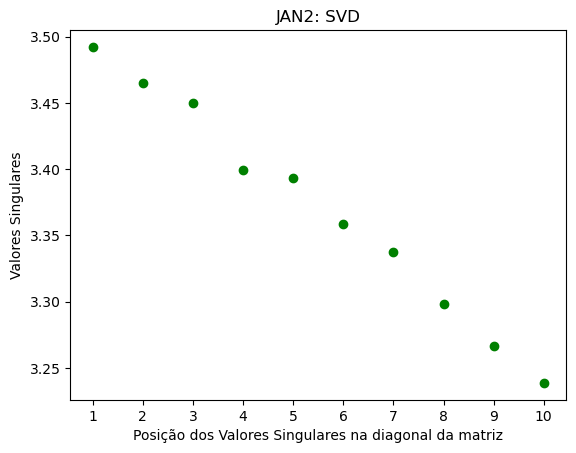 JAN2: SVD
Valores Singulares
3.50
3.45
3.40
3.35
3.30
3.25
1 2 3 4 5 6 7 8 9 10
Posição dos Valores Singulares na diagonal da matriz